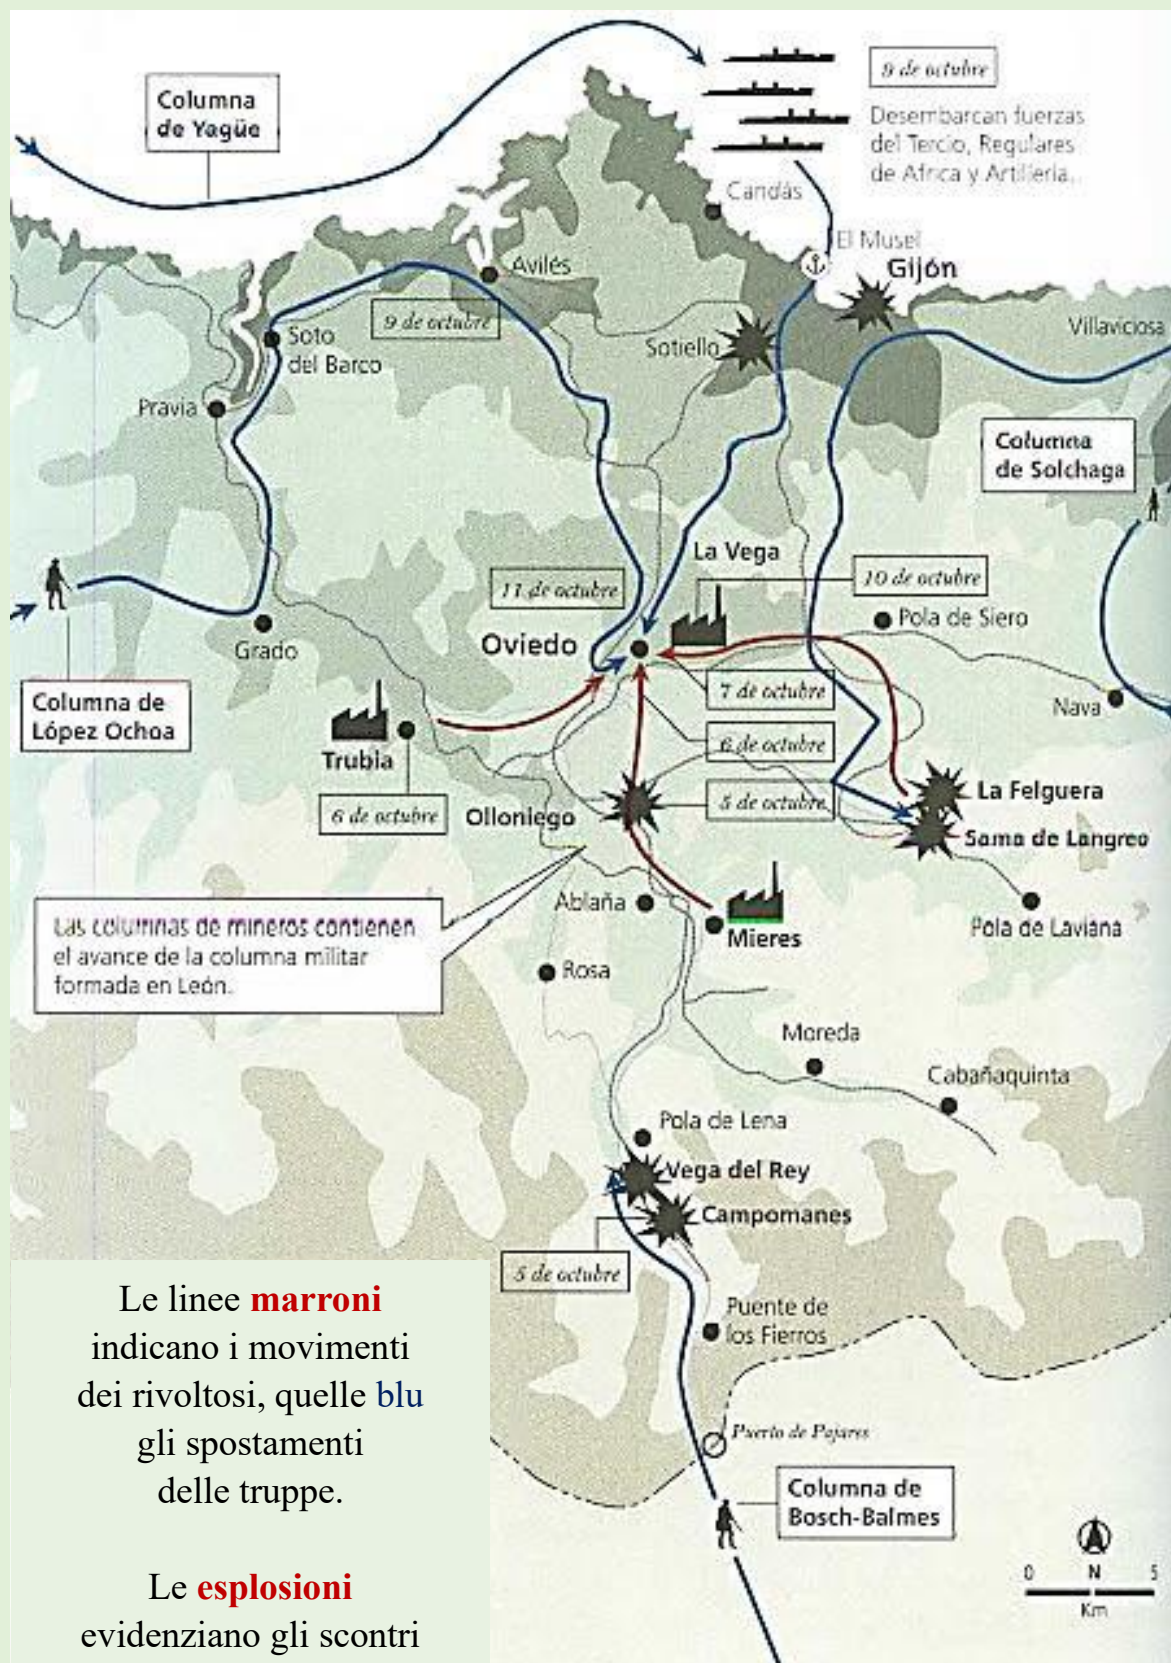 Columna
de Yagüe
9 de octubre
Desembarcan fuerzas
del Tercio, Regulares
de Africa y Artillería.
Candás
El Musel
Gijón
Avilés
9 de octubre
Soto
del Barco
Sotiello
Villaviciosa
Pravia
Columna
de Solchaga
La Vega
11 de octubre
10 de octubre
Pola de Siero
Grado
Oviedo
7 de octubre
Nava
Columna de
López Ochoa
Trubia
6 de octubre
6 de octubre
Olloniego
5 de octubre
La Felguera
Sama de Langreo
Las columnas de mineros contienen
el avance de la columna militar
formada en León.
Ablaña
Mieres
Pola de Laviana
Rosa
Moreda
Cabañaquinta
Pola de Lena
Vega del Rey
Campomanes
5 de octubre
Puente de
los Fierros
Puerto de Pajares
Columna de
Bosch-Balmes
Le linee marroni
indicano i movimenti
dei rivoltosi, quelle blu
gli spostamenti
delle truppe.
Le esplosioni
evidenziano gli scontri
0 N 5
Km